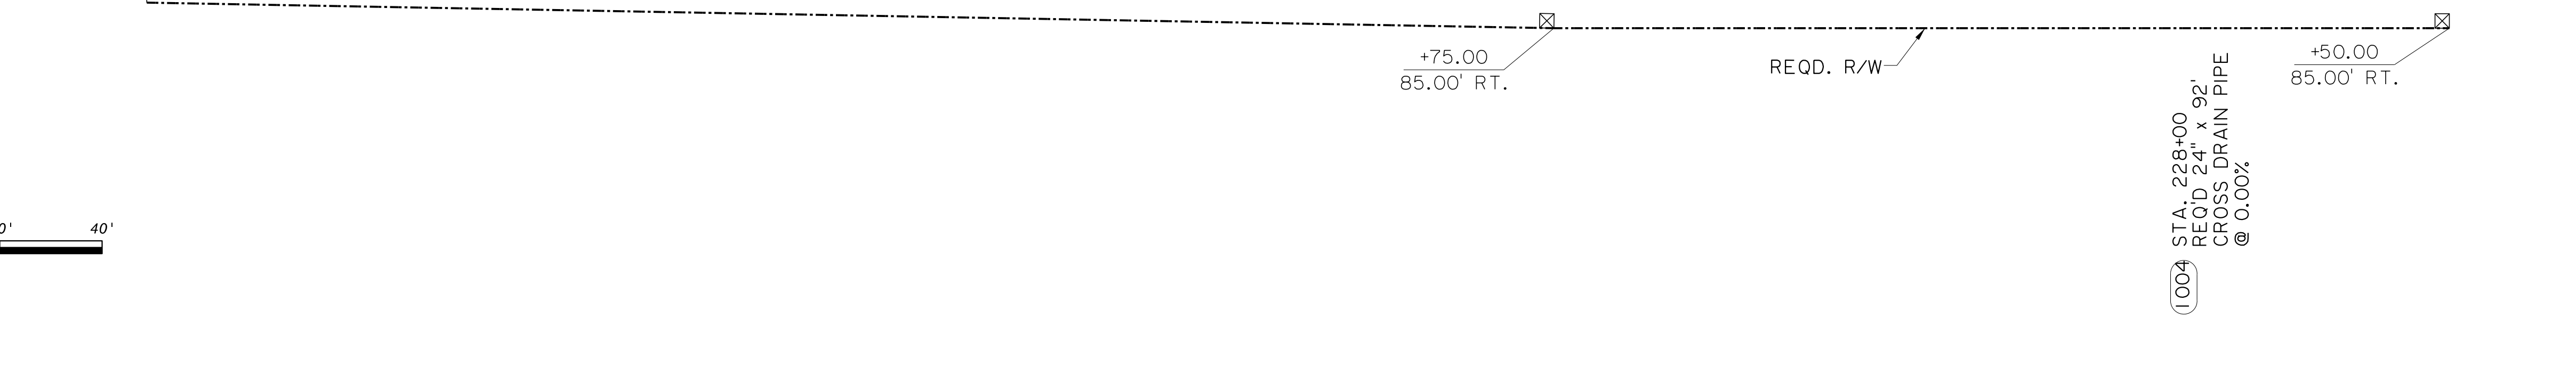 +75.00
85.00' RT.
REQD. R/W
+50.00
85.00' RT.
STA. 228+00
REQ'D 24" x 92'
CROSS DRAIN PIPE
@ 0.00%
1004
0'
40'